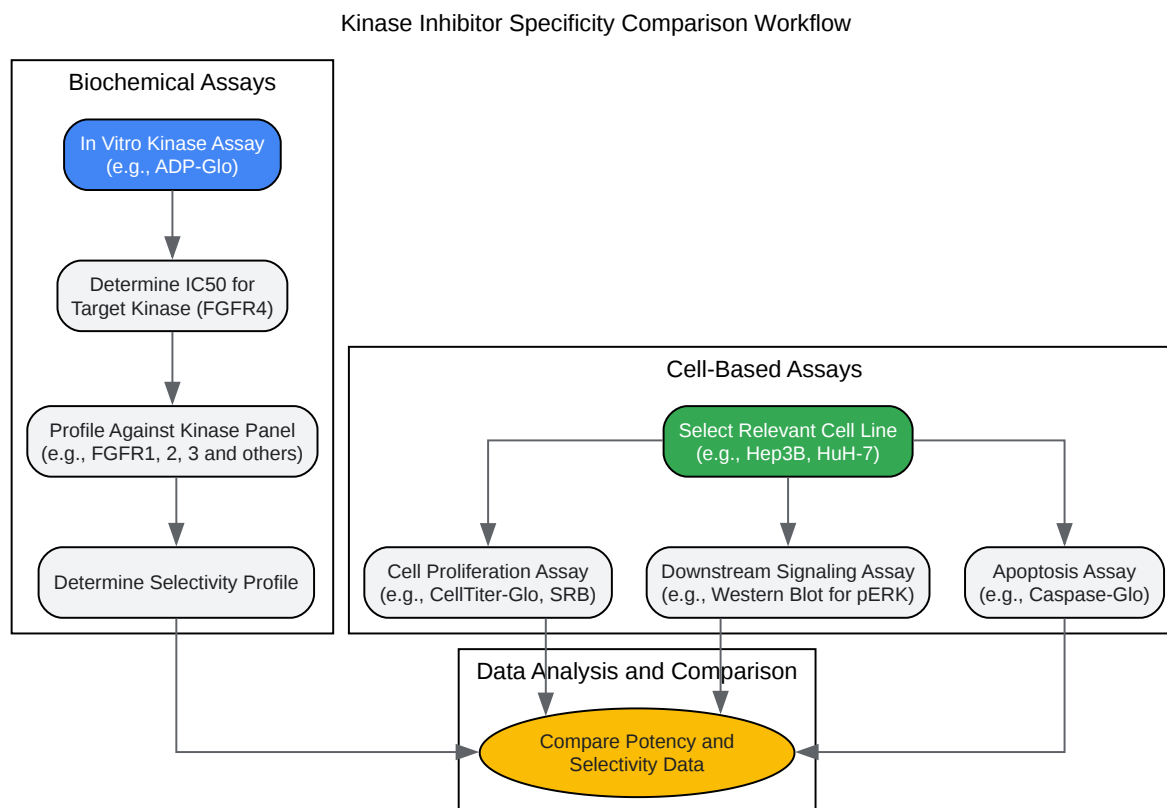 Kinase Inhibitor Specificity Comparison Workflow
Biochemical Assays
In Vitro Kinase Assay
(e.g., ADP-Glo)
Determine IC50 for
Target Kinase (FGFR4)
Profile Against Kinase Panel
(e.g., FGFR1, 2, 3 and others)
Determine Selectivity Profile
Cell-Based Assays
Select Relevant Cell Line
(e.g., Hep3B, HuH-7)
Cell Proliferation Assay
(e.g., CellTiter-Glo, SRB)
Downstream Signaling Assay
(e.g., Western Blot for pERK)
Apoptosis Assay
(e.g., Caspase-Glo)
Data Analysis and Comparison
Compare Potency and
Selectivity Data